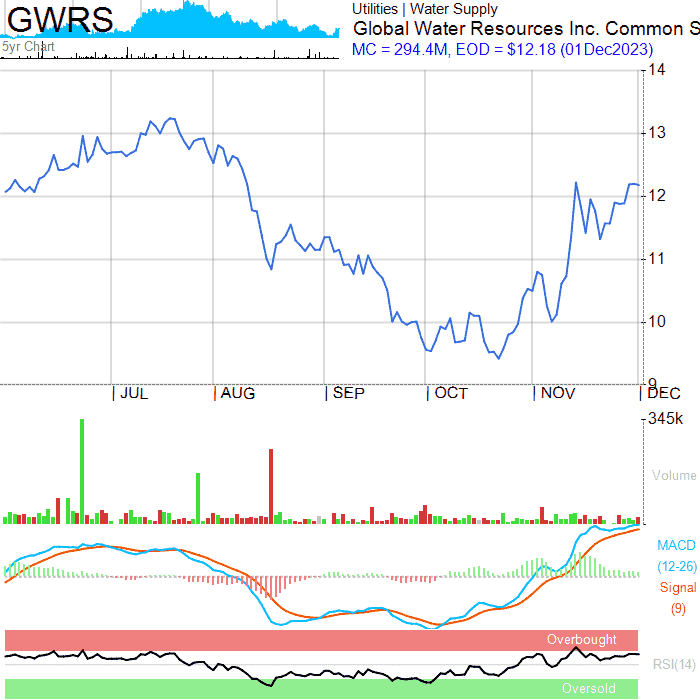 GWRS
5yr Chart
Utilities | Water Supply
Global Water Resources Inc. Common S
MC = 294.4M, EOD = $12.18 (01Dec2023)
14
13
12
11
10
9
JUL AUG SEP OCT NOV DEC
345k
Volume
MACD
(12-26)
Signal
(9)
Overbought
RSI(14)
Oversold